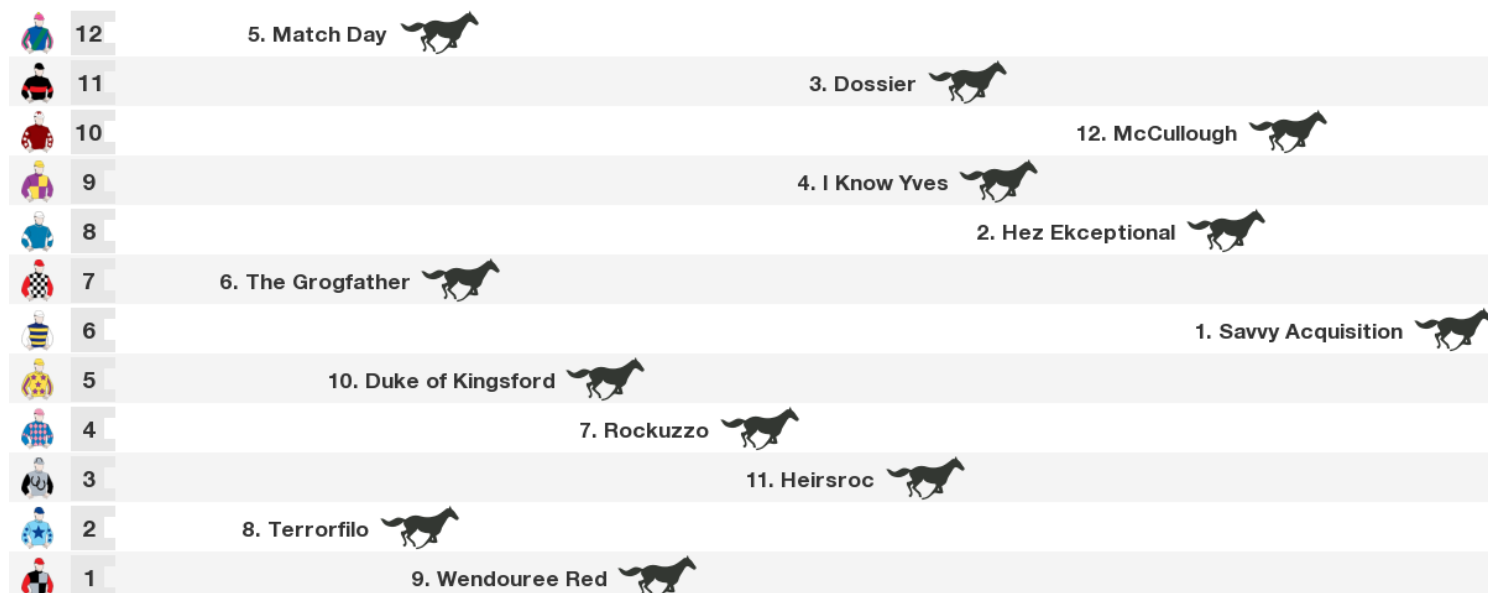 12 5. Match Day
11 3. Dossier
10 12. McCullough
9 4. I Know Yves
8 2. Hez Ekceptional
7 6. The Grogfather
6 1. Savvy Acquisition
5 10. Duke of Kingsford
4 7. Rockuzzo
3 11. Heirsroc
2 8. Terrorfilo
1 9. Wendouree Red